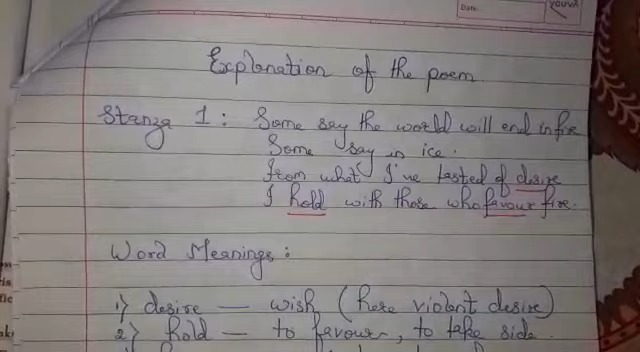 Date
YOUVA
Explanation of the poem
Stanza 1: Some say the world will end in fire
Some say in ice.
From what I've tasted of desire
I hold with those who favour fire.
Word Meanings:
1) desire — wish (here violent desire)
2) hold — to favour, to take side.